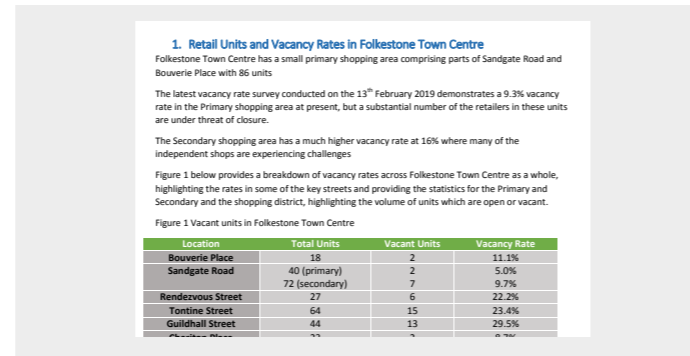 1. Retail Units and Vacancy Rates in Folkestone Town Centre
Folkestone Town Centre has a small primary shopping area comprising parts of Sandgate Road and
Bouverie Place with 86 units
The latest vacancy rate survey conducted on the 13th February 2019 demonstrates a 9.3% vacancy
rate in the Primary shopping area at present, but a substantial number of the retailers in these units
are under threat of closure.
The Secondary shopping area has a much higher vacancy rate at 16% where many of the
independent shops are experiencing challenges
Figure 1 below provides a breakdown of vacancy rates across Folkestone Town Centre as a whole,
highlighting the rates in some of the key streets and providing the statistics for the Primary and
Secondary and the shopping district, highlighting the volume of units which are open or vacant.
Figure 1 Vacant units in Folkestone Town Centre
Location Total Units Vacant Units Vacancy Rate
Bouverie Place 18 2 11.1%
Sandgate Road 40 (primary) 2 5.0%
72 (secondary) 7 9.7%
Rendezvous Street 27 6 22.2%
Tontine Street 64 15 23.4%
Guildhall Street 44 13 29.5%